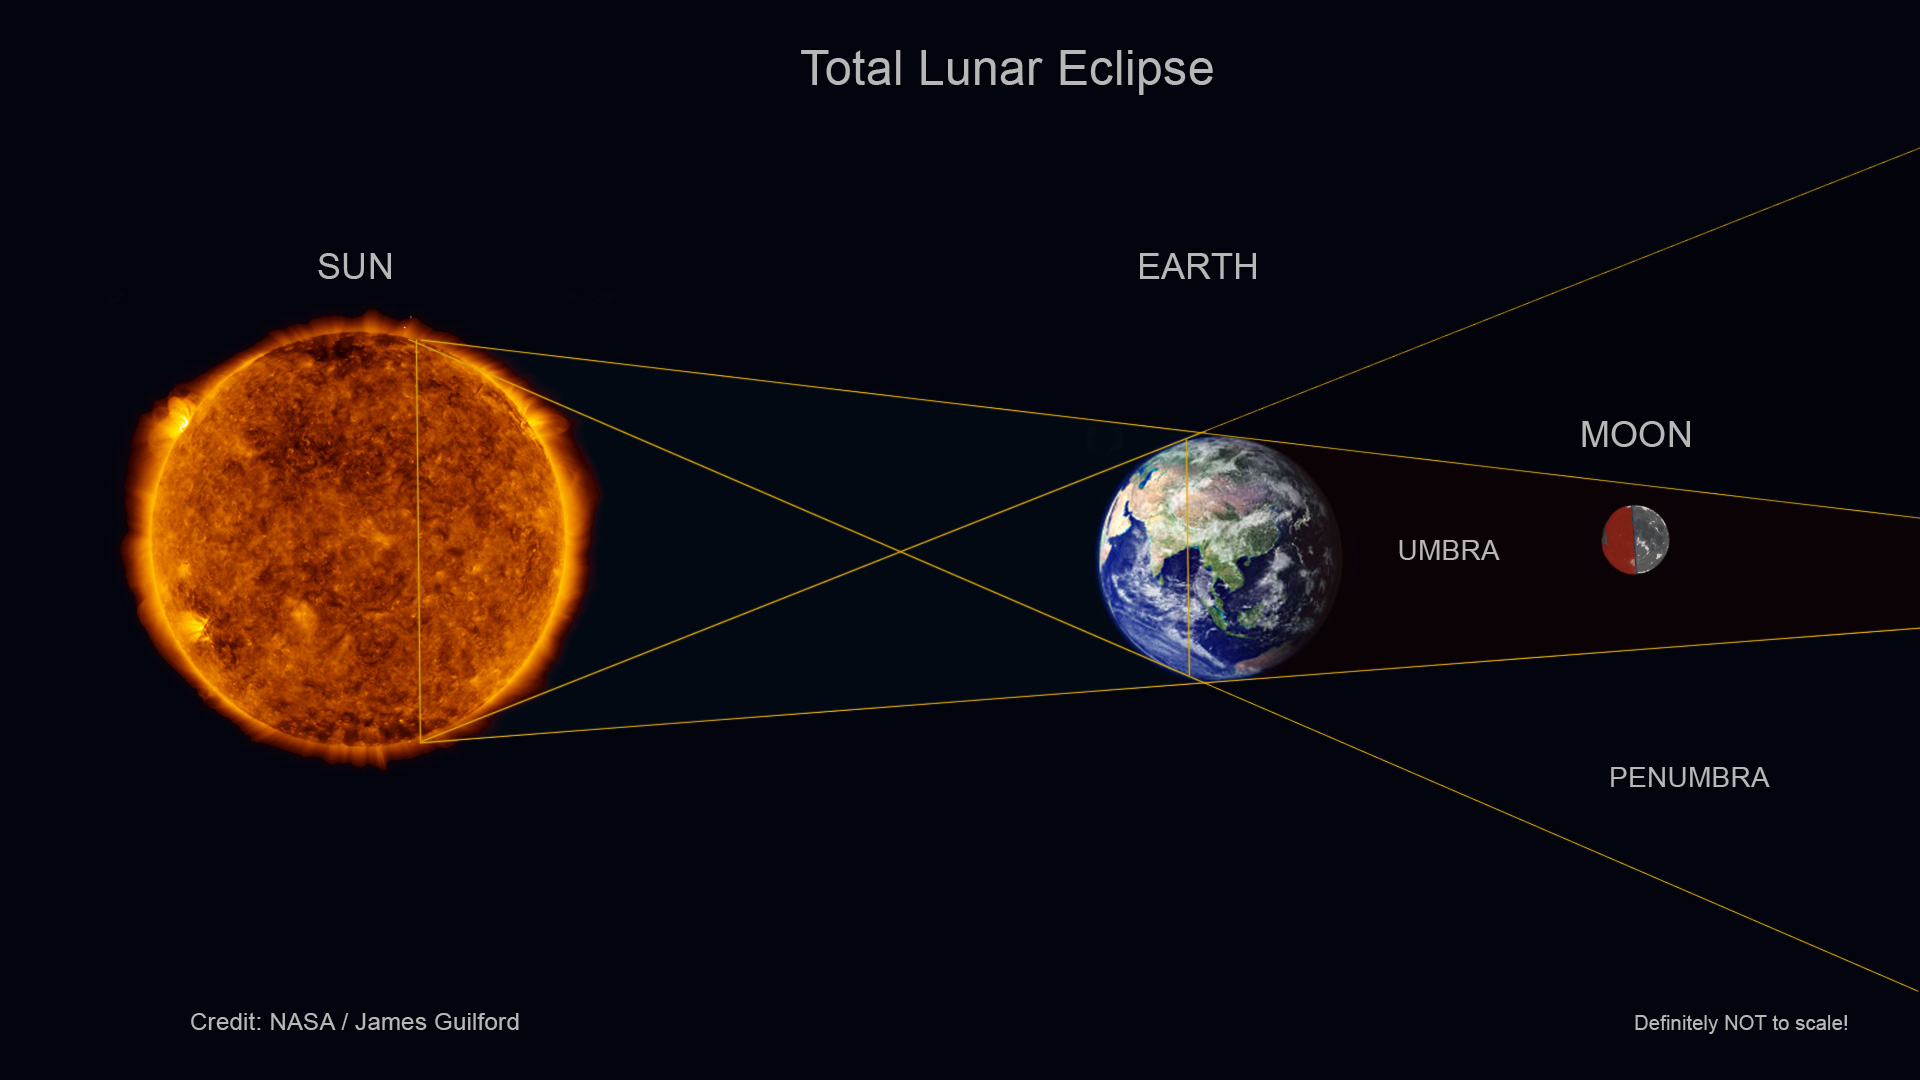 Total Lunar Eclipse
SUN
EARTH
MOON
UMBRA
PENUMBRA
Credit: NASA / James Guilford
Definitely NOT to scale!